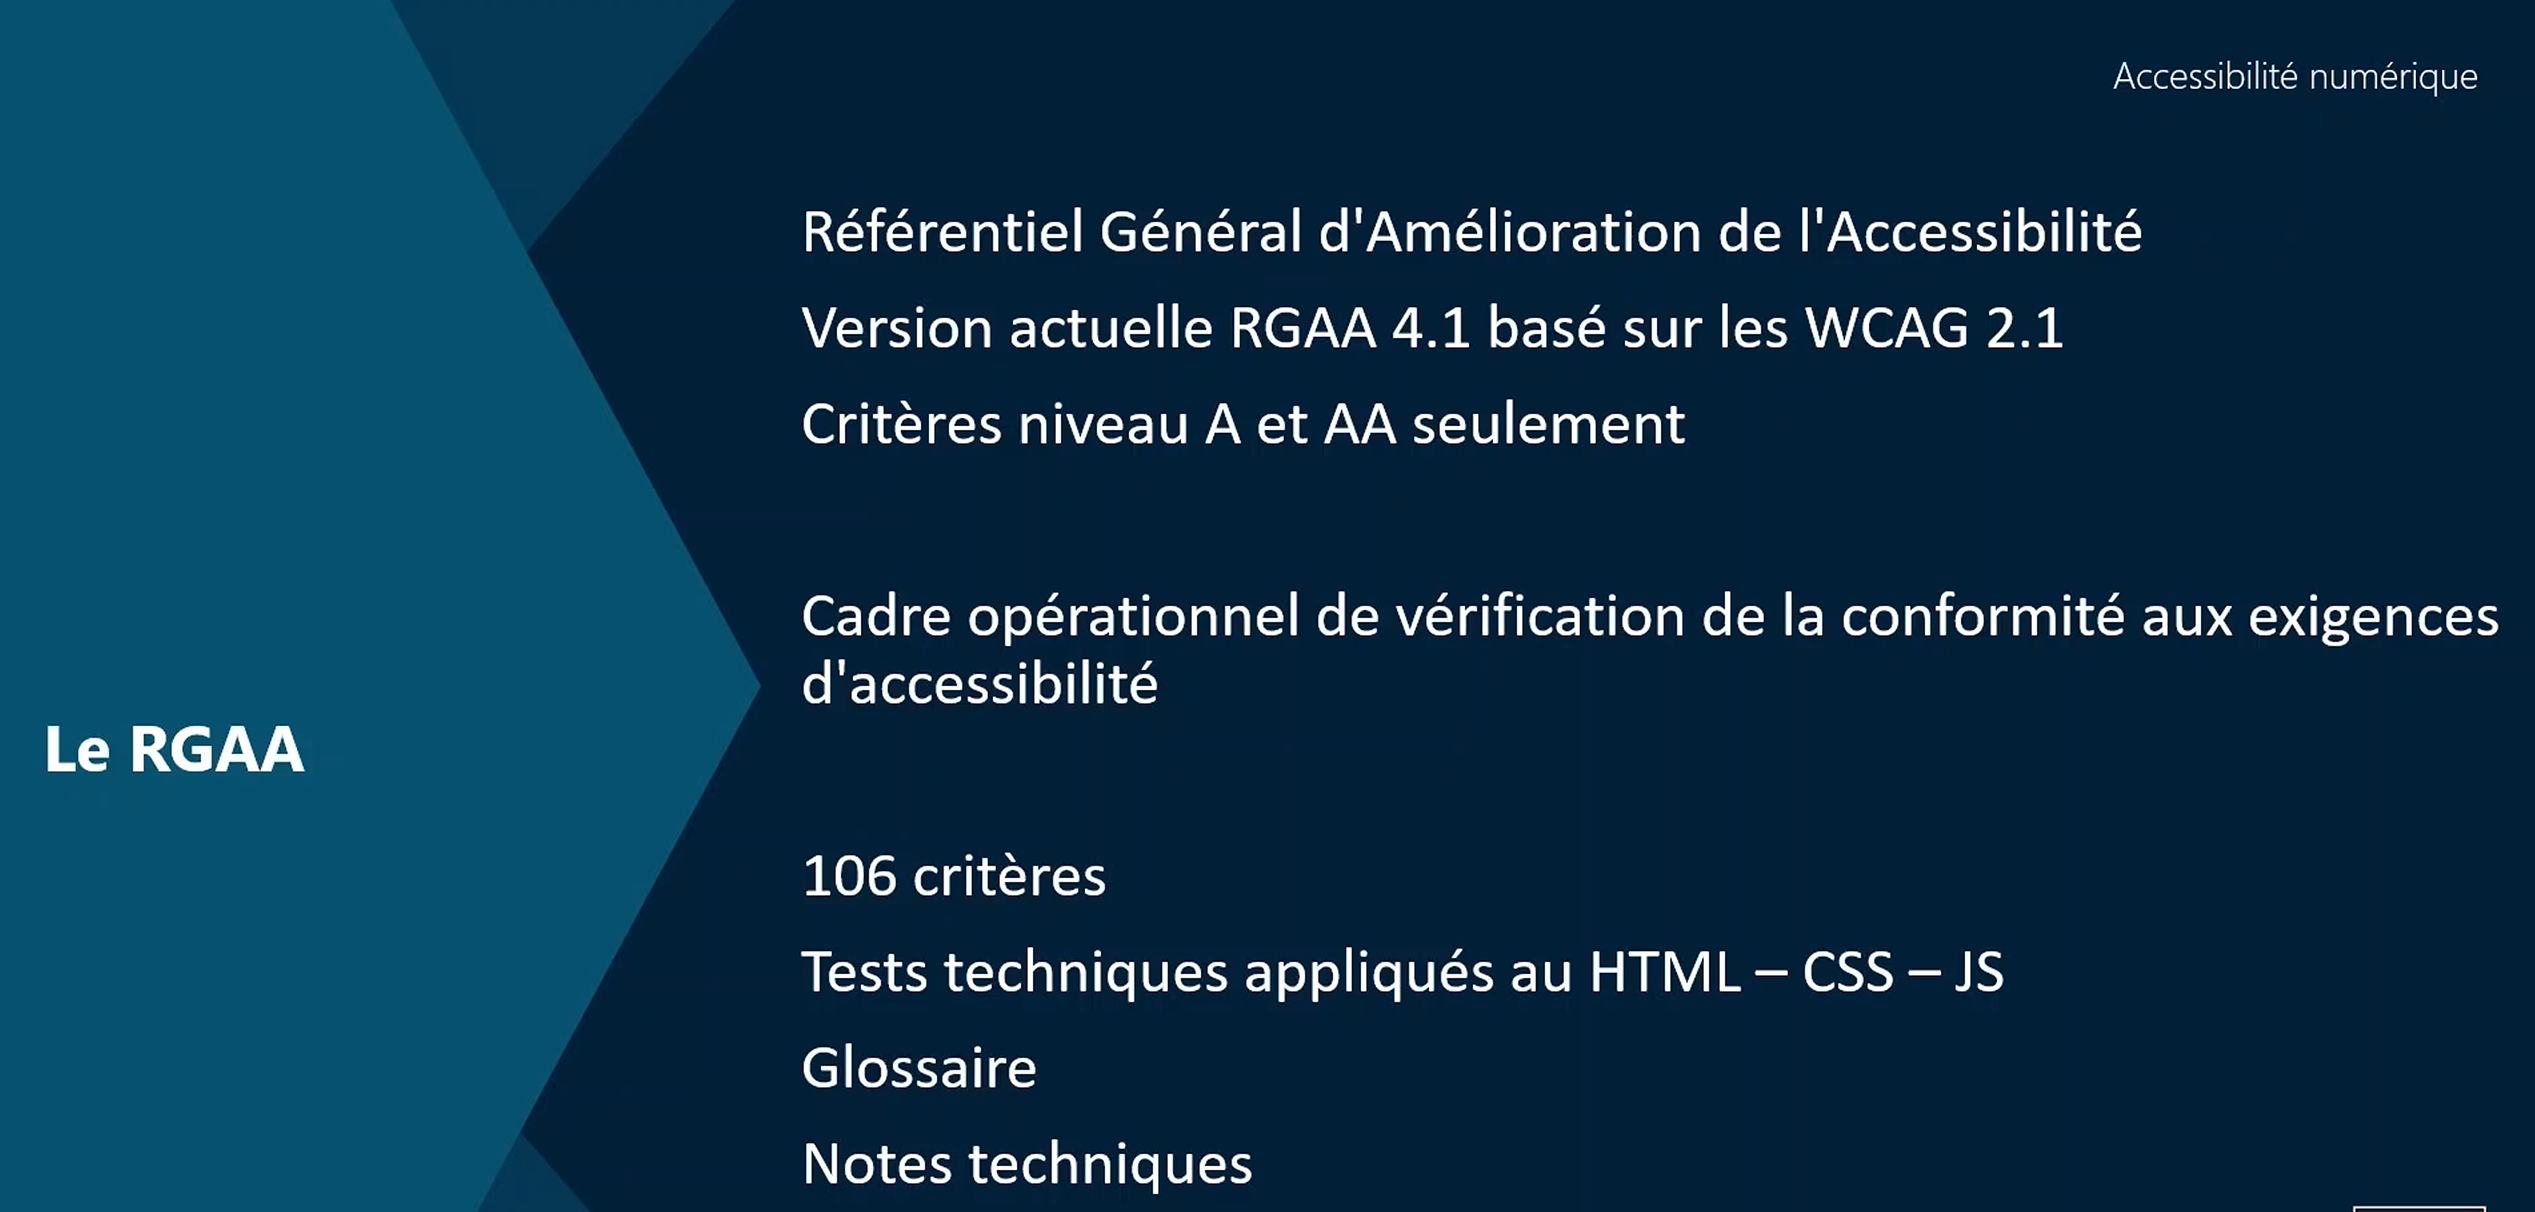 Accessibilité numérique
Référentiel Général d'Amélioration de l'Accessibilité
Version actuelle RGAA 4.1 basé sur les WCAG 2.1
Critères niveau A et AA seulement
Cadre opérationnel de vérification de la conformité aux exigences
d'accessibilité
Le RGAA
106 critères
Tests techniques appliqués au HTML – CSS – JS
Glossaire
Notes techniques